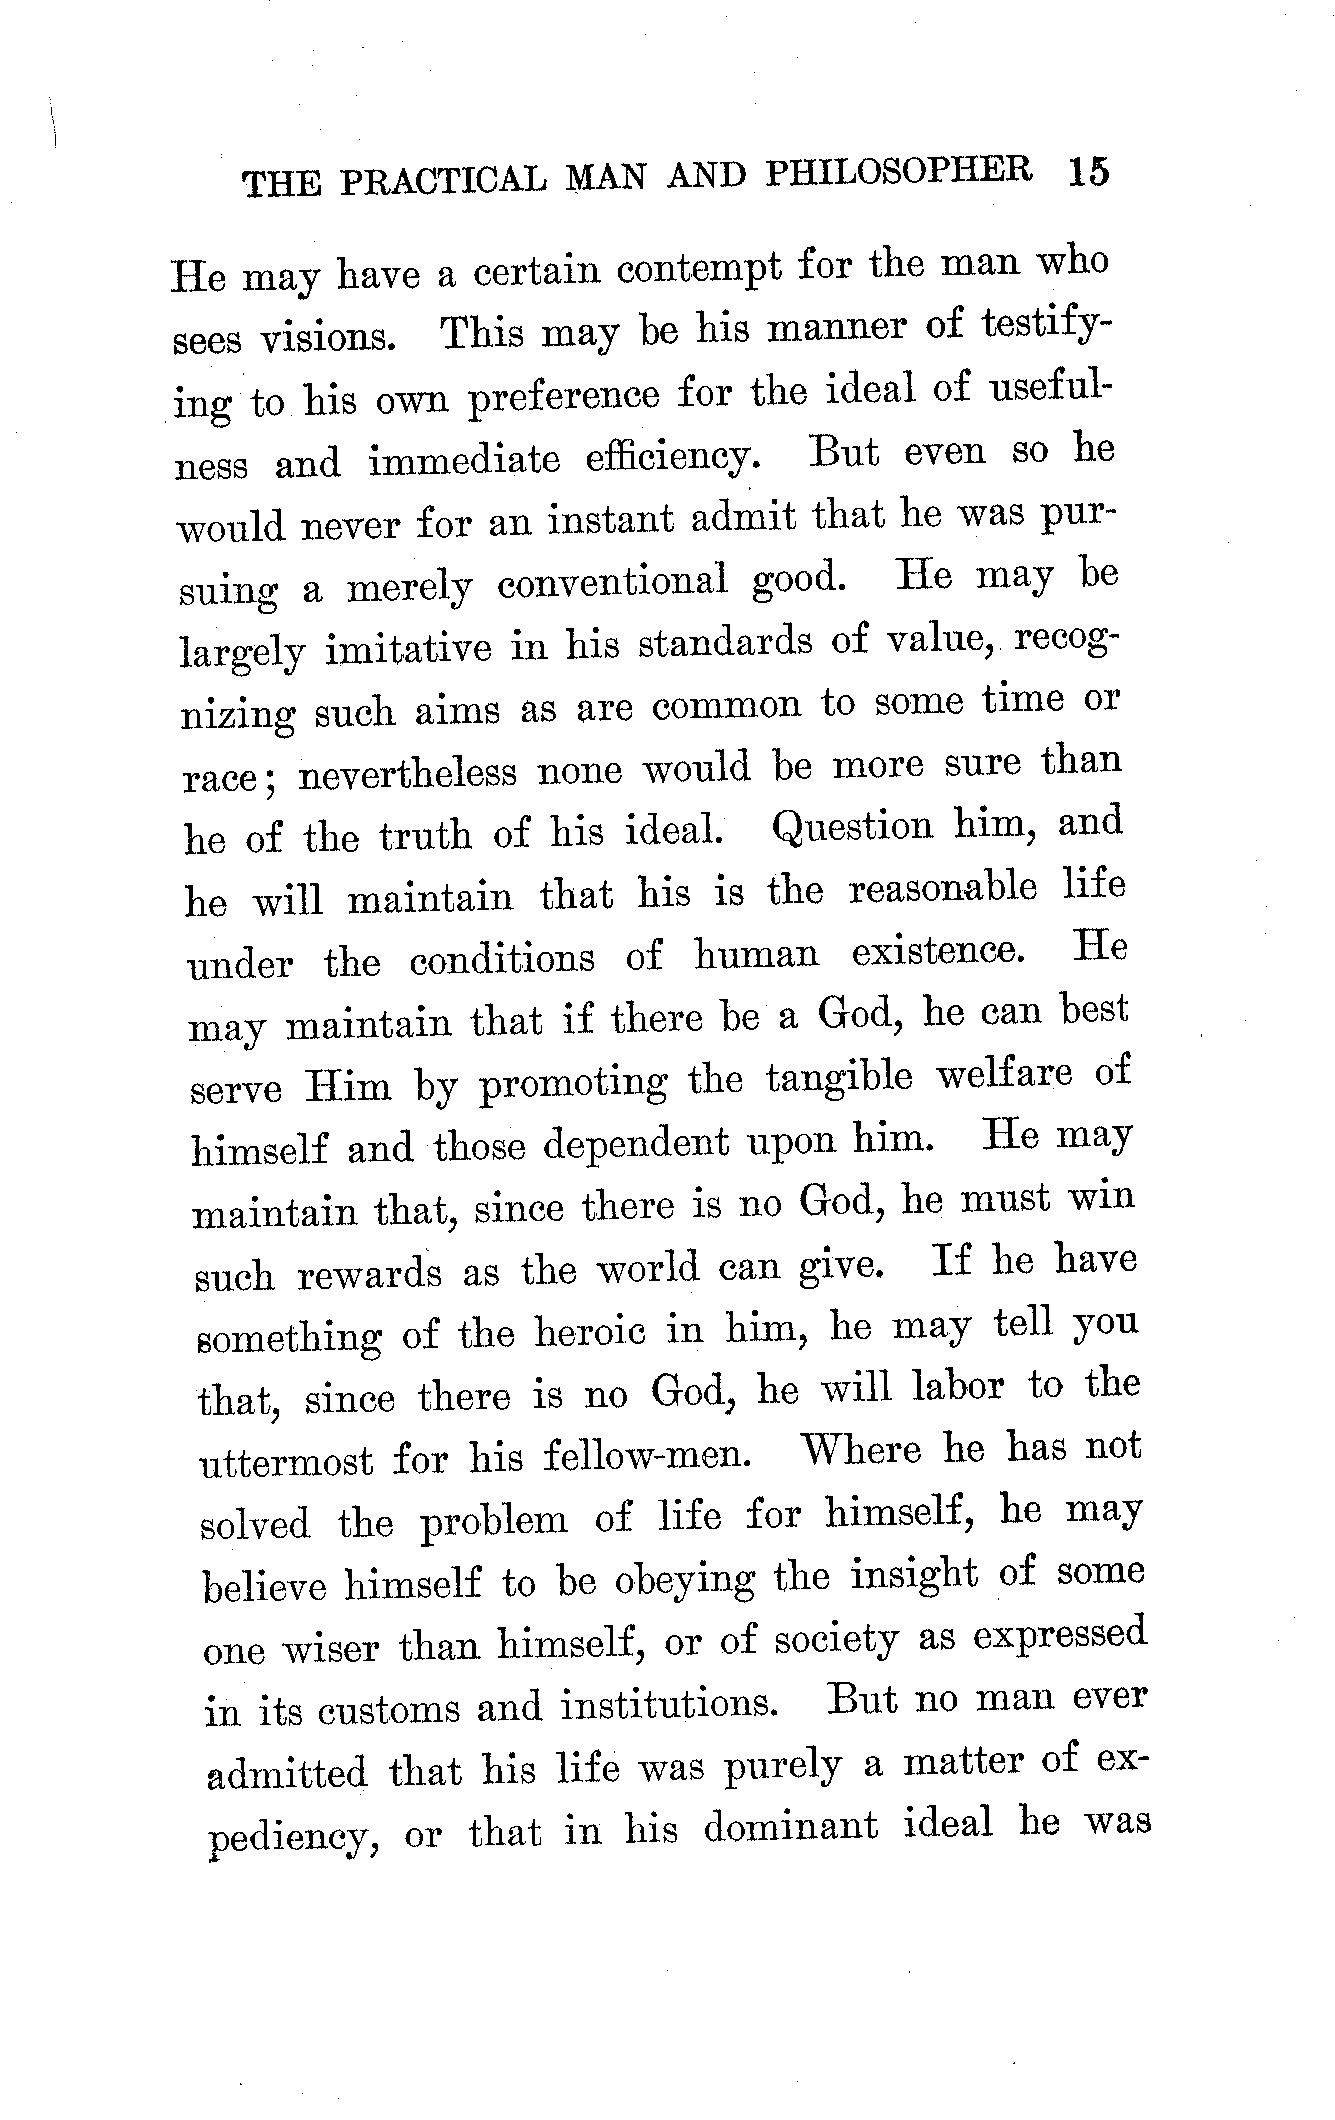 THE PRACTICAL MAN AND PHILOSOPHER 15
He may have a certain contempt for the man who
sees visions. This may be his manner of testify-
ing to his own preference for the ideal of useful-
ness and immediate efficiency. But even so he
would never for an instant admit that he was pur-
suing a merely conventional good. He may be
largely imitative in his standards of value, recog-
nizing such aims as are common to some time or
race; nevertheless none would be more sure than
he of the truth of his ideal. Question him, and
he will maintain that his is the reasonable life
under the conditions of human existence. He
may maintain that if there be a God, he can best
serve Him by promoting the tangible welfare of
himself and those dependent upon him. He may
maintain that, since there is no God, he must win
such rewards as the world can give. If he have
something of the heroic in him, he may tell you
that, since there is no God, he will labor to the
uttermost for his fellow-men. Where he has not
solved the problem of life for himself, he may
believe himself to be obeying the insight of some
one wiser than himself, or of society as expressed
in its customs and institutions. But no man ever
admitted that his life was purely a matter of ex-
pediency, or that in his dominant ideal he was